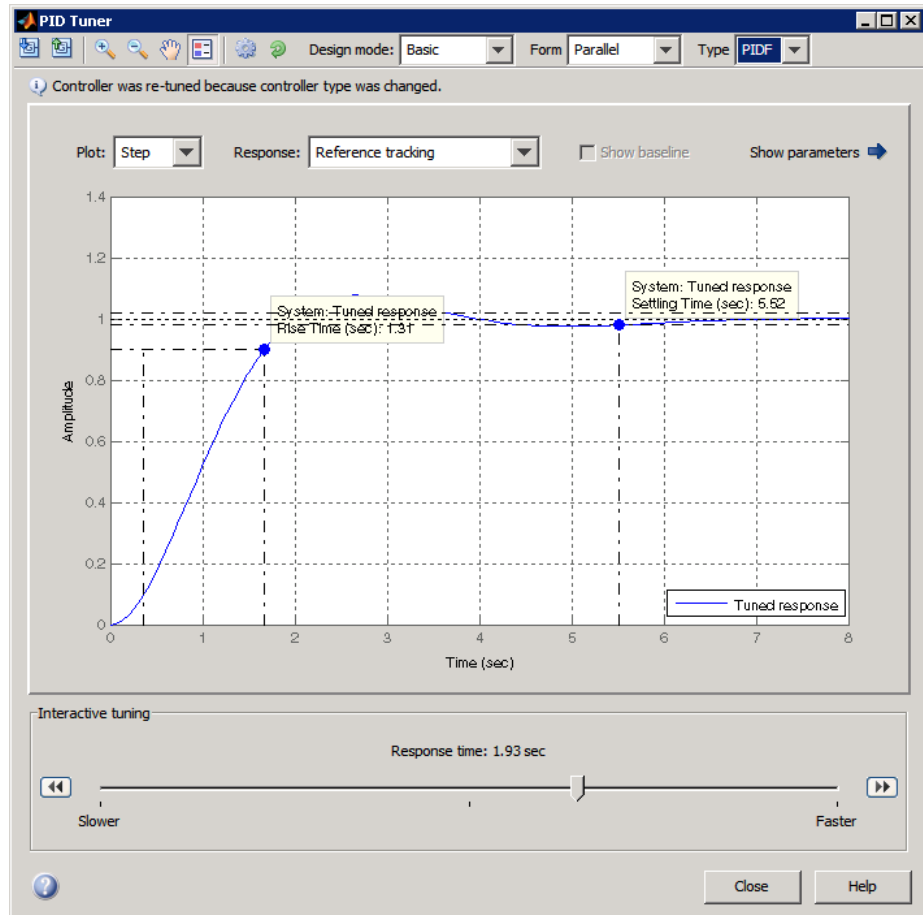 PID Tuner
Design mode: Basic Form Parallel Type PIDF
Controller was re-tuned because controller type was changed.
Plot: Step Response: Reference tracking Show baseline Show parameters
1.4
1.2
System: Tuned response
Settling Time (sec): 5.52
System: Tuned response
Rise Time (sec): 1.31
1
0.8
Amplitude
0.6
0.4
0.2
Tuned response
0
0 1 2 3 4 5 6 7 8
Time (sec)
Interactive tuning
Response time: 1.93 sec
Slower Faster
?
Close Help